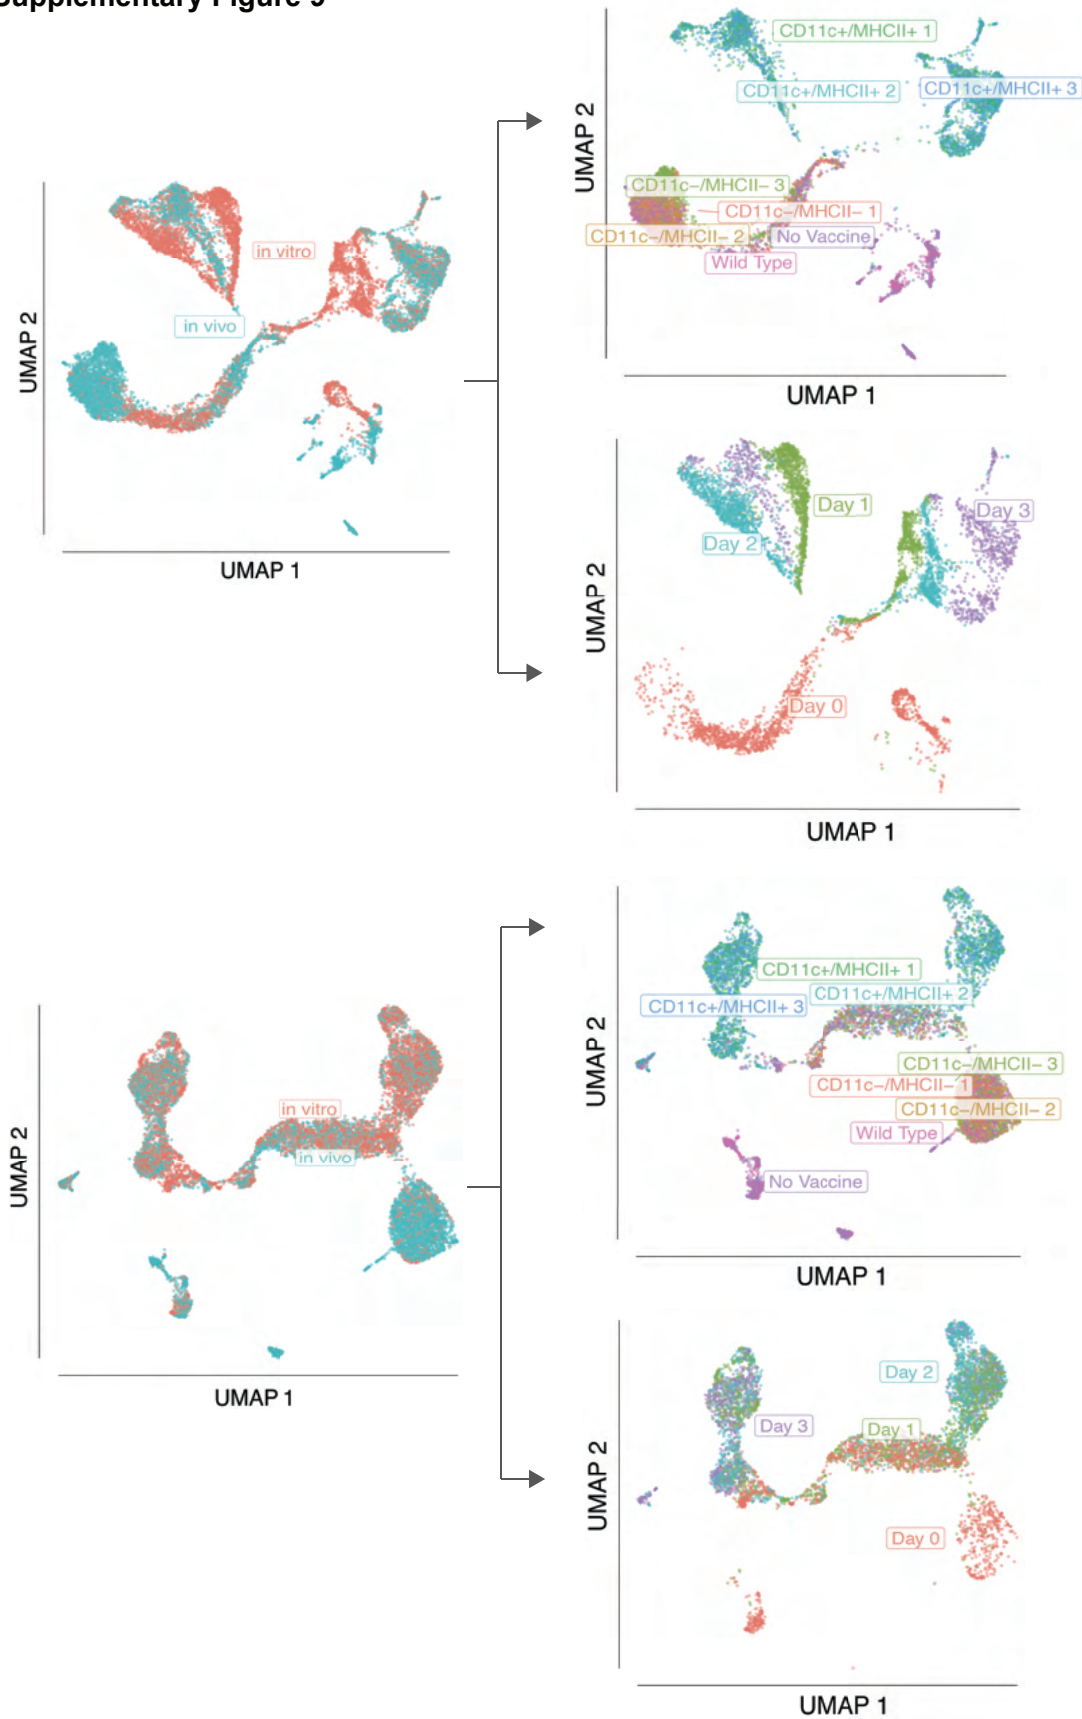 Supplementary Figure 5
CD11c+/MHCII+ 1
CD11c+/MHCII+ 2
CD11c+/MHCII+ 3
CD11c−/MHCII− 3
CD11c−/MHCII− 1
CD11c−/MHCII− 2
No Vaccine
Wild Type
UMAP 2
UMAP 1
in vitro
in vivo
UMAP 2
UMAP 1
Day 1
Day 2
Day 3
Day 0
UMAP 2
UMAP 1
CD11c+/MHCII+ 1
CD11c+/MHCII+ 2
CD11c+/MHCII+ 3
CD11c−/MHCII− 3
CD11c−/MHCII− 1
CD11c−/MHCII− 2
Wild Type
No Vaccine
UMAP 2
UMAP 1
in vitro
in vivo
UMAP 2
UMAP 1
Day 2
Day 3
Day 1
Day 0
UMAP 2
UMAP 1